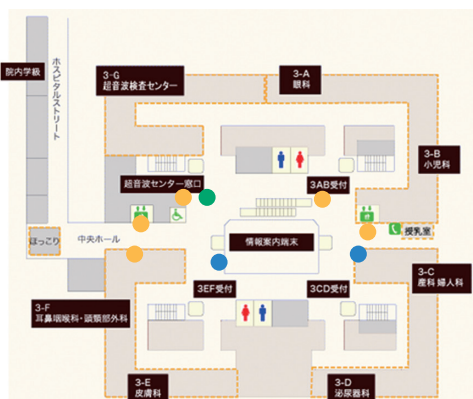 院内学級
ホスピタルストリート
3-G
超音波検査センター
3-A
眼科
3-B
小児科
超音波センター窓口
3AB受付
授乳室
ほっこり
中央ホール
情報案内端末
3-C
産科 婦人科
3EF受付
3CD受付
3-F
耳鼻咽喉科・頭頸部外科
3-E
皮膚科
3-D
泌尿器科